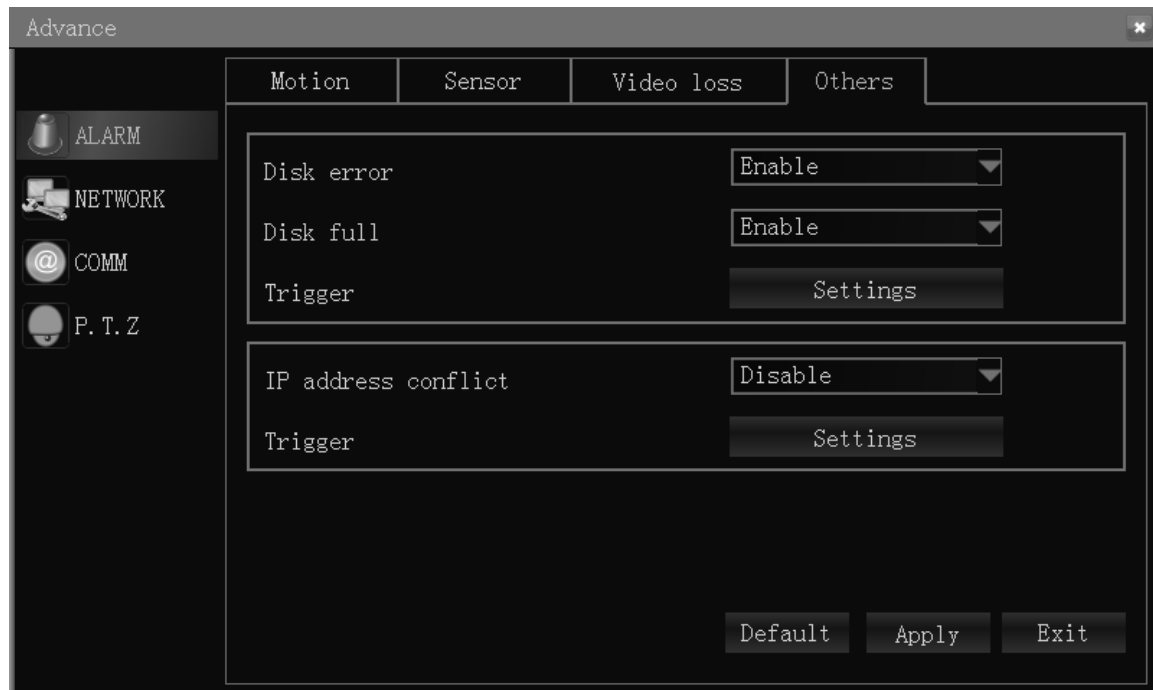 Advance
Motion Sensor Video loss Others
ALARM
NETWORK
COMM
P.T.Z
Disk error Enable
Disk full Enable
Trigger Settings
IP address conflict Disable
Trigger Settings
Default Apply Exit